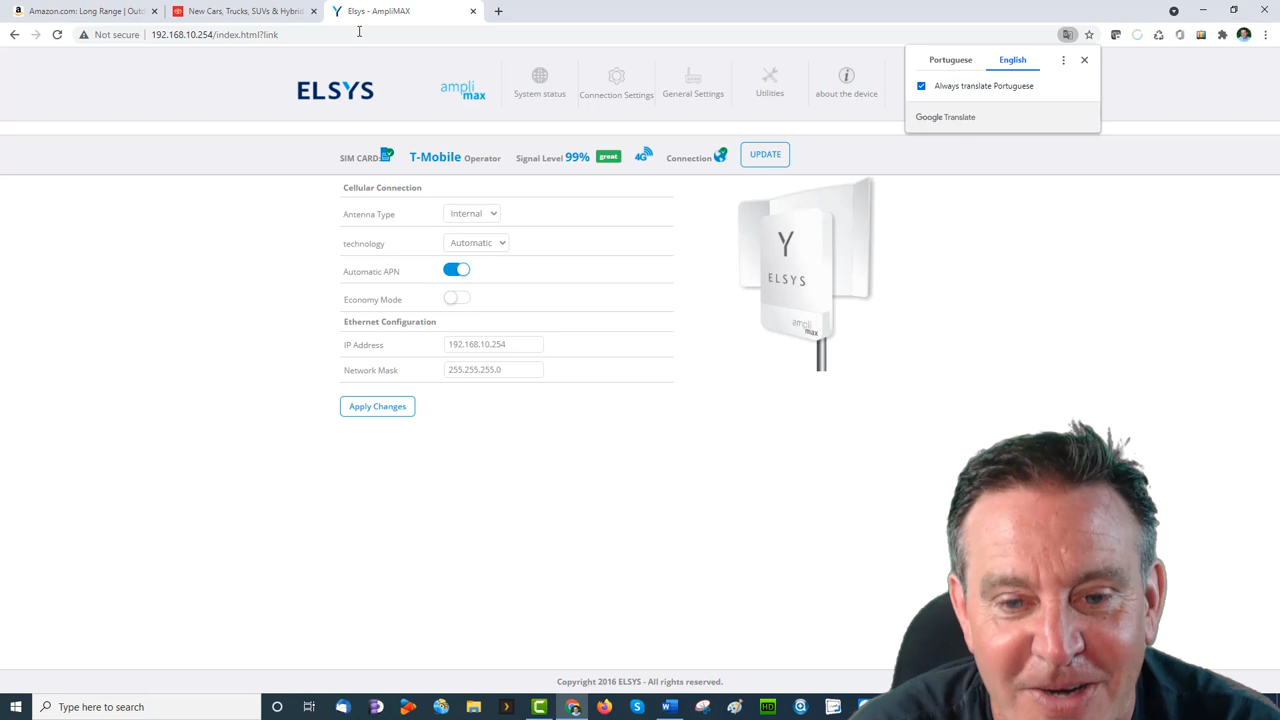 Amazon.com: Long Range | Outd
New Cars, Trucks, SUVs & Hybrid
Elsys - AmpliMAX
Not secure
192.168.10.254/index.html?link
Portuguese
English
Always translate Portuguese
Google Translate
ELSYS
ampli
max
System status
Connection Settings
General Settings
Utilities
about the device
SIM CARD:
T-Mobile Operator
Signal Level 99% great
4G
Connection
UPDATE
Cellular Connection
Antenna Type
Internal
technology
Automatic
Automatic APN
Economy Mode
Ethernet Configuration
IP Address
192.168.10.254
Network Mask
255.255.255.0
Apply Changes
Y
ELSYS
ampli
max
Copyright 2016 ELSYS - All rights reserved.
Type here to search
HD